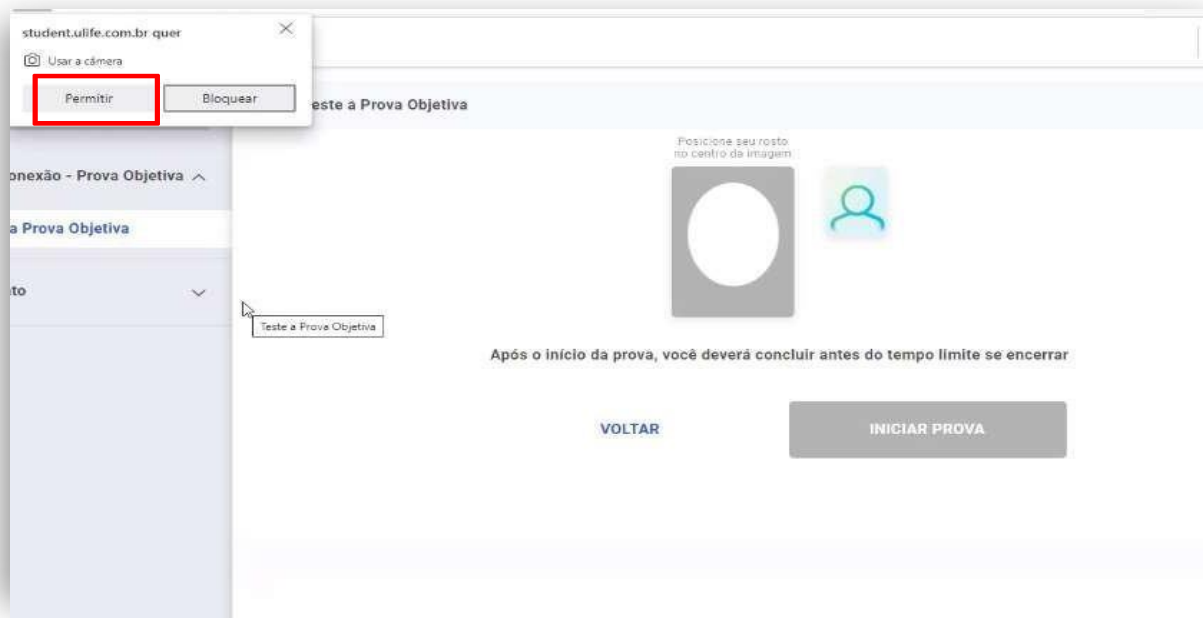 student.ulife.com.br quer
Usar a câmera
Permitir Bloquear
este a Prova Objetiva
Posicione seu rosto
no centro da imagem
onexão - Prova Objetiva
a Prova Objetiva
to
Teste a Prova Objetiva
Após o início da prova, você deverá concluir antes do tempo limite se encerrar
VOLTAR INICIAR PROVA